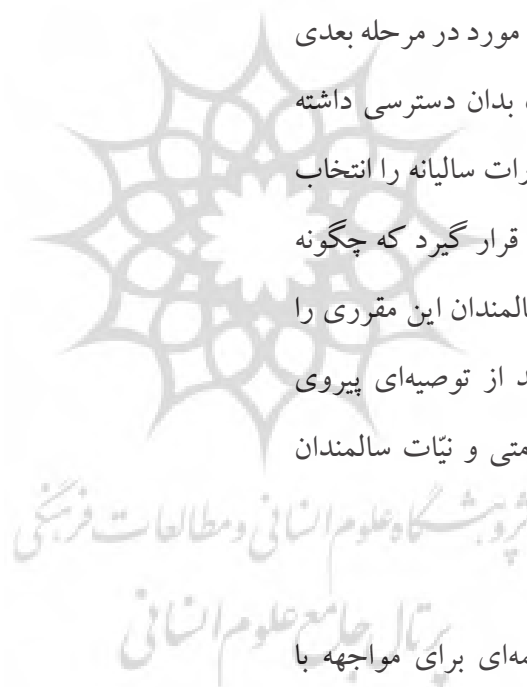 مورد در مرحله بعدی
بدان دسترسی داشته
رات سالیانه را انتخاب
قرار گیرد که چگونه
المندان این مقرری را
د از توصیه‌ای پیروی
متی و نیّات سالمندان
پژوهشگاه علوم انسانی و مطالعات فرهنگی
پرتال جامع علوم انسانی
مه‌ای برای مواجهه با